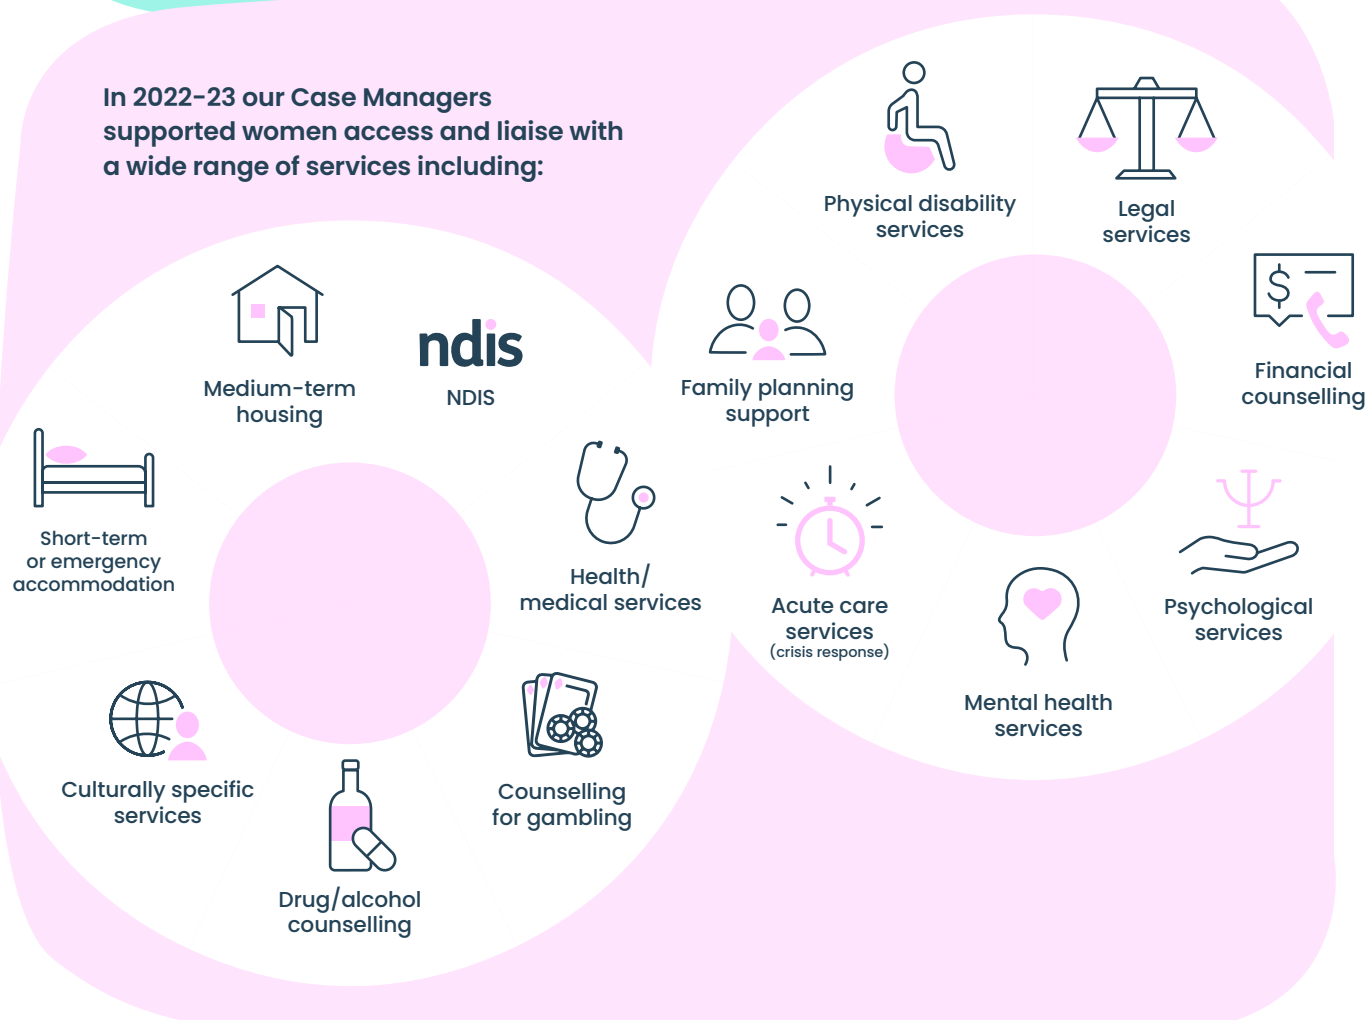 In 2022-23 our Case Managers
supported women access and liaise with
a wide range of services including:
Medium-term
housing
ndis
NDIS
Short-term
or emergency
accommodation
Health/
medical services
Culturally specific
services
Counselling
for gambling
Drug/alcohol
counselling
Physical disability
services
Legal
services
Family planning
support
$
Financial
counselling
Acute care
services
(crisis response)
Psychological
services
Mental health
services